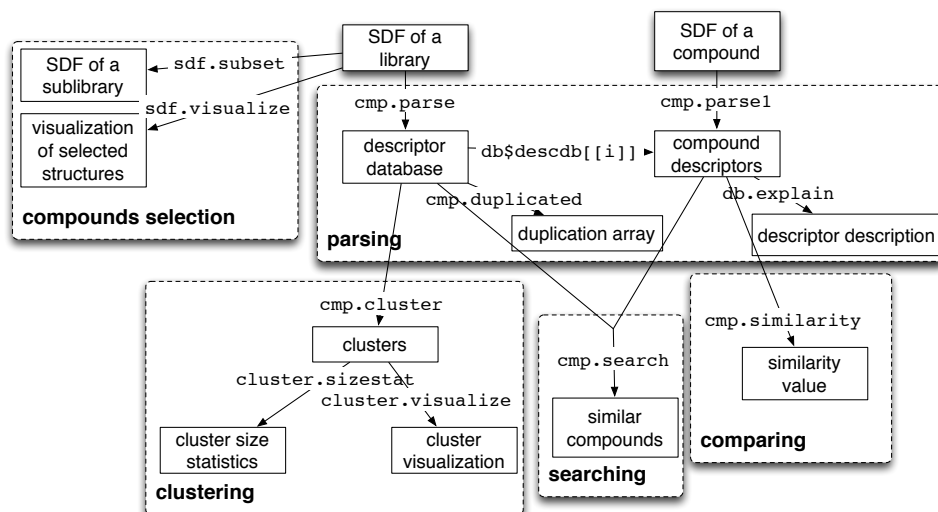 SDF of a
library
SDF of a
compound
SDF of a
sublibrary
sdf.subset
sdf.visualize
visualization
of selected
structures
compounds selection
cmp.parse
cmp.parse1
descriptor
database
db$descdb[[i]]
compound
descriptors
cmp.duplicated
db.explain
duplication array
descriptor description
parsing
cmp.cluster
clusters
cluster.sizestat
cluster.visualize
cluster size
statistics
cluster
visualization
clustering
cmp.search
similar
compounds
searching
cmp.similarity
similarity
value
comparing